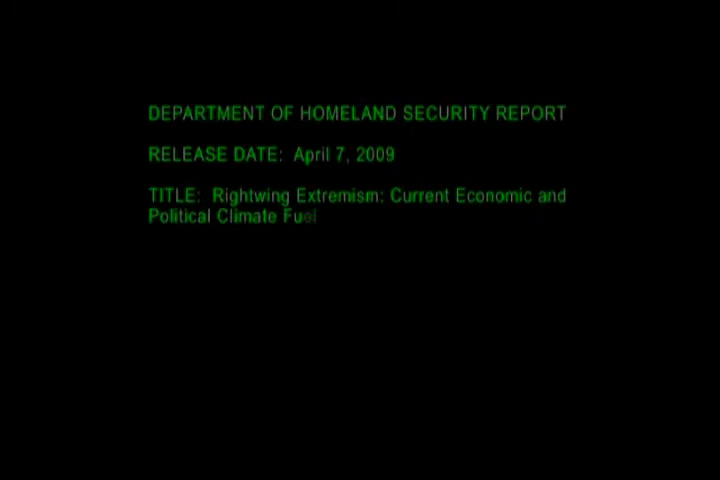 DEPARTMENT OF HOMELAND SECURITY REPORT
RELEASE DATE: April 7, 2009
TITLE: Rightwing Extremism: Current Economic and
Political Climate Fuel